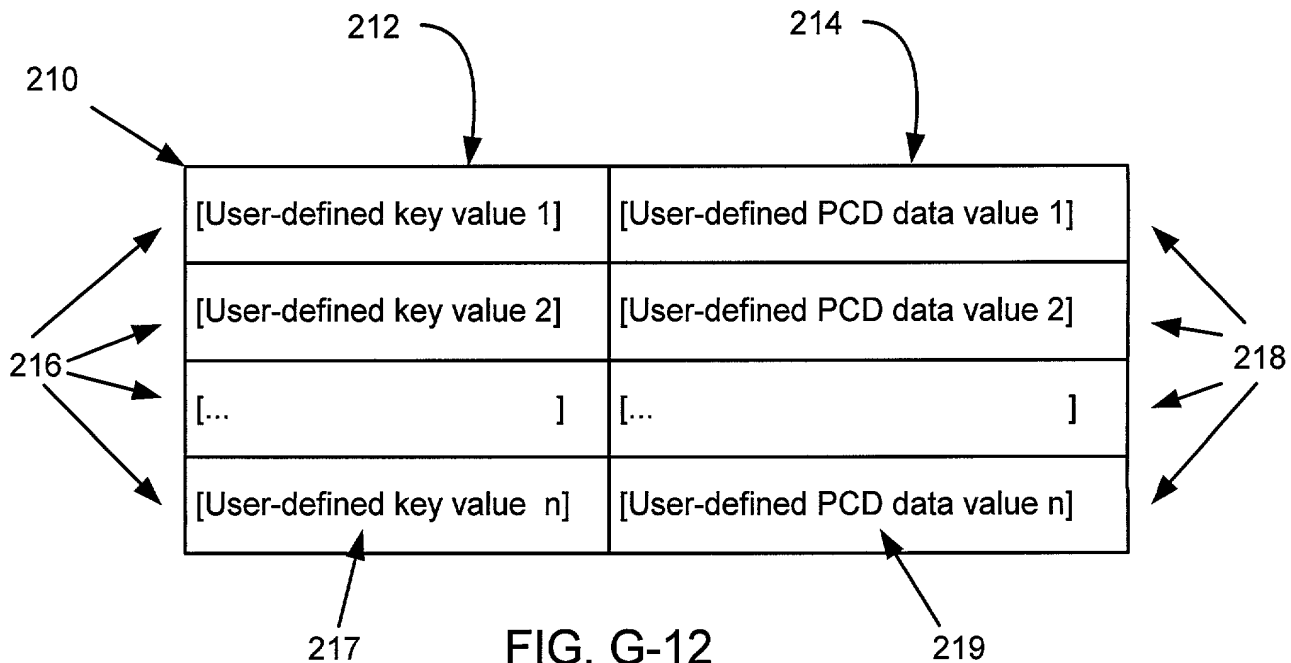 212
214
210
[User-defined key value 1] [User-defined PCD data value 1]
[User-defined key value 2] [User-defined PCD data value 2]
216
218
[... ] [... ]
[User-defined key value n] [User-defined PCD data value n]
217
FIG. G-12
219